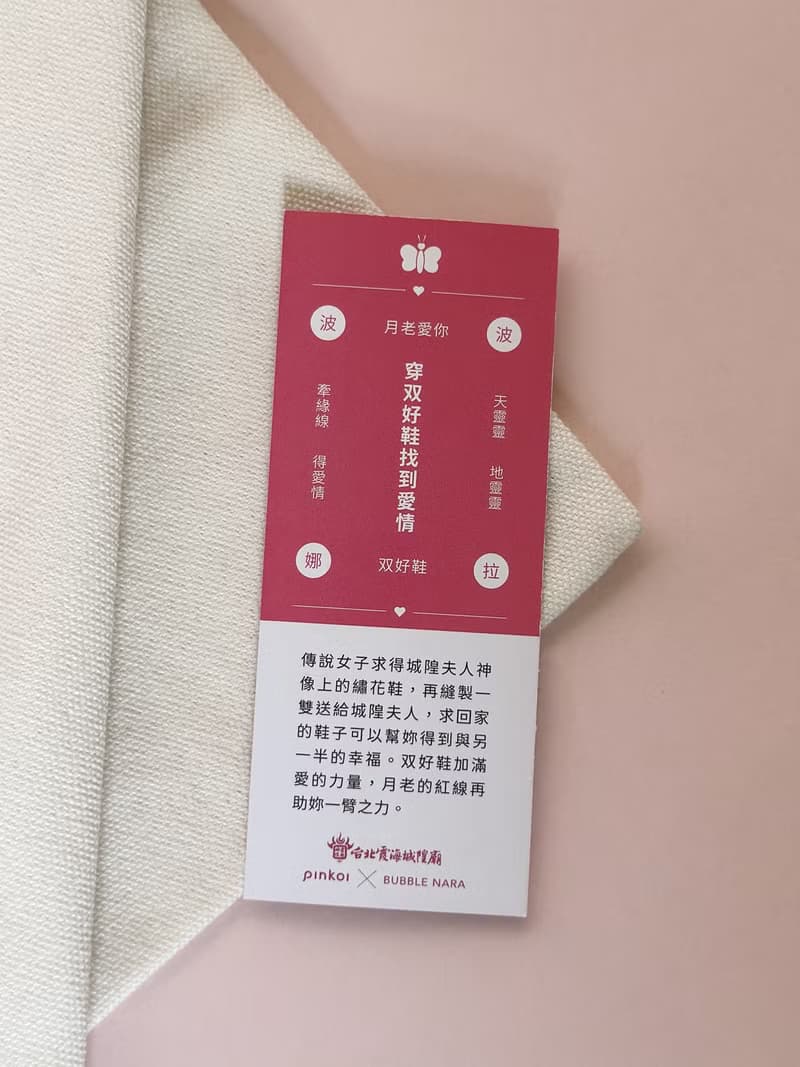 波
月老愛你
波
天靈靈 地靈靈
穿双好鞋找到愛情
牽緣線 得愛情
娜
双好鞋
拉
傳說女子求得城隍夫人神
像上的繡花鞋，再縫製一
雙送給城隍夫人，求回家
的鞋子可以幫妳得到與另
一半的幸福。双好鞋加滿
愛的力量，月老的紅線再
助妳一臂之力。
台北霞海城隍廟
pinkoi × BUBBLE NARA